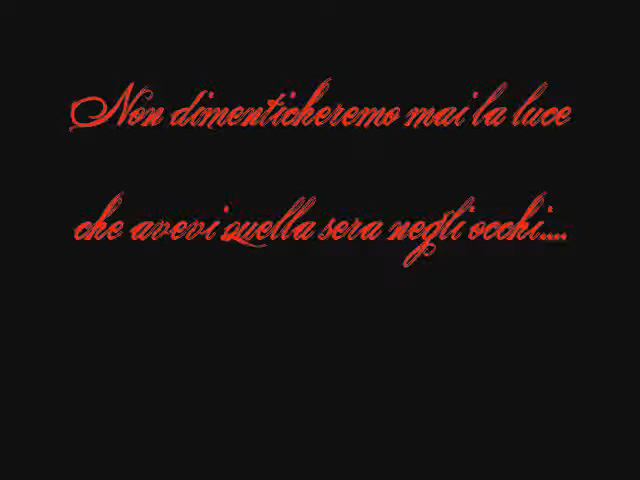 Non dimenticheremo mai la luce
che avevi quella sera negli occhi....